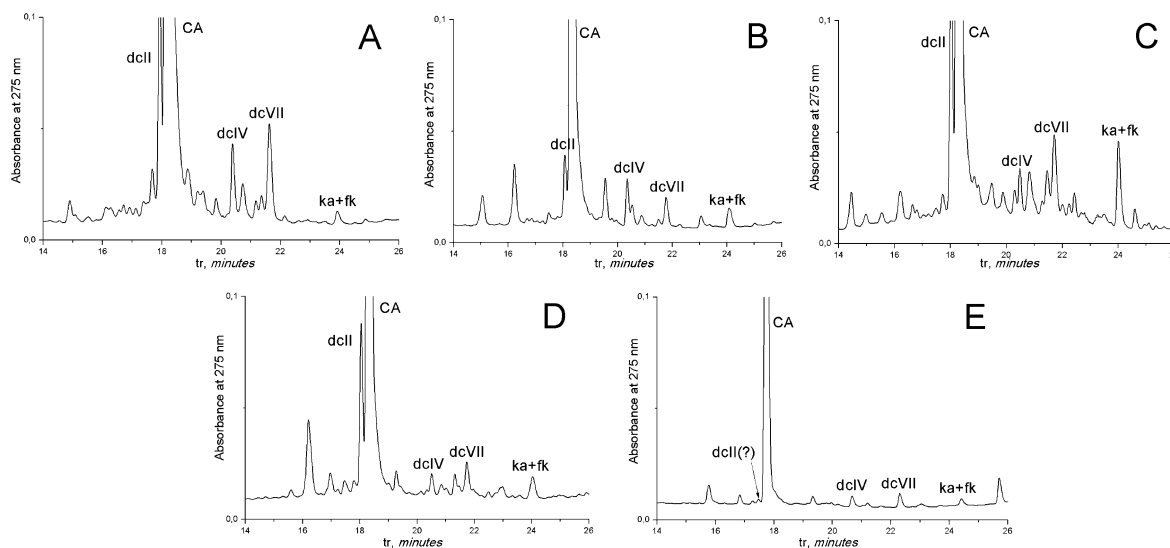 A
0,1
CA
dcII
dcIV
dcVII
ka+fk
Absorbance at 275 nm
0,0
14 16 18 20 22 24 26
tr, minutes
B
0,1
CA
dcII
dcIV
dcVII
ka+fk
Absorbance at 275 nm
0,0
14 16 18 20 22 24 26
tr, minutes
C
0,1
dcII
CA
dcIV
dcVII
ka+fk
Absorbance at 275 nm
0,0
14 16 18 20 22 24
tr, minutes
D
0,1
CA
dcII
dcIV
dcVII
ka+fk
Absorbance at 275 nm
0,0
14 16 18 20 22 24 26
tr, minutes
E
0,1
CA
dcII(?)
dcIV
dcVII
ka+fk
Absorbance at 275 nm
0,0
14 16 18 20 22 24 26
tr, minutes